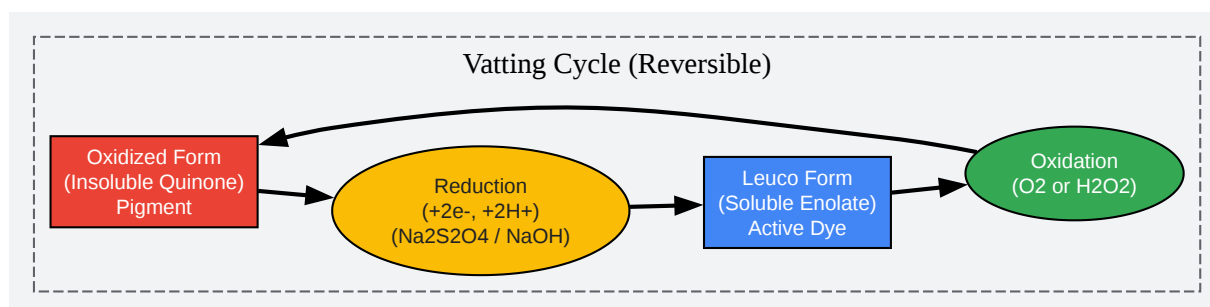 Vatting Cycle (Reversible)
Oxidized Form
(Insoluble Quinone)
Pigment
Reduction
(+2e-, +2H+)
(Na2S2O4 / NaOH)
Leuco Form
(Soluble Enolate)
Active Dye
Oxidation
(O2 or H2O2)